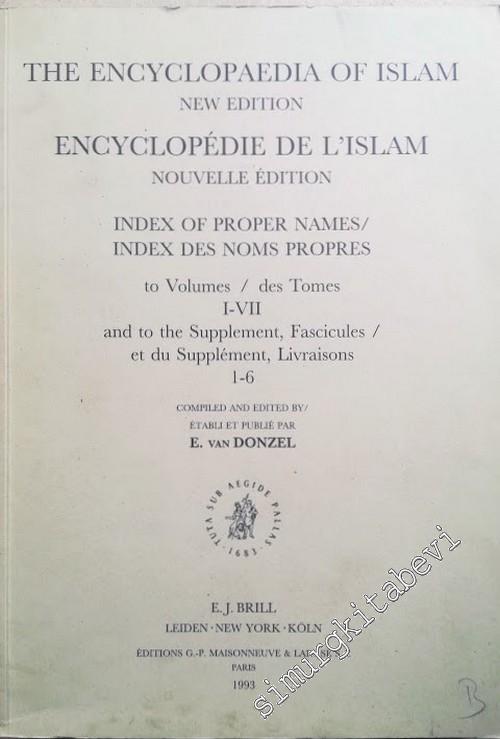 THE ENCYCLOPAEDIA OF ISLAM
NEW EDITION
ENCYCLOPÉDIE DE L'ISLAM
NOUVELLE ÉDITION
INDEX OF PROPER NAMES/
INDEX DES NOMS PROPRES
to Volumes / des Tomes
I-VII
and to the Supplement, Fascicules /
et du Supplément, Livraisons
1-6
COMPILED AND EDITED BY/
ÉTABLI ET PUBLIÉ PAR
E. VAN DONZEL
TUTA SUB AEGIDE PALLAS
·1683·
E.J. BRILL
LEIDEN · NEW YORK · KÖLN
ÉDITIONS G.-P. MAISONNEUVE &
PARIS
1993
simurgkitabevi
B